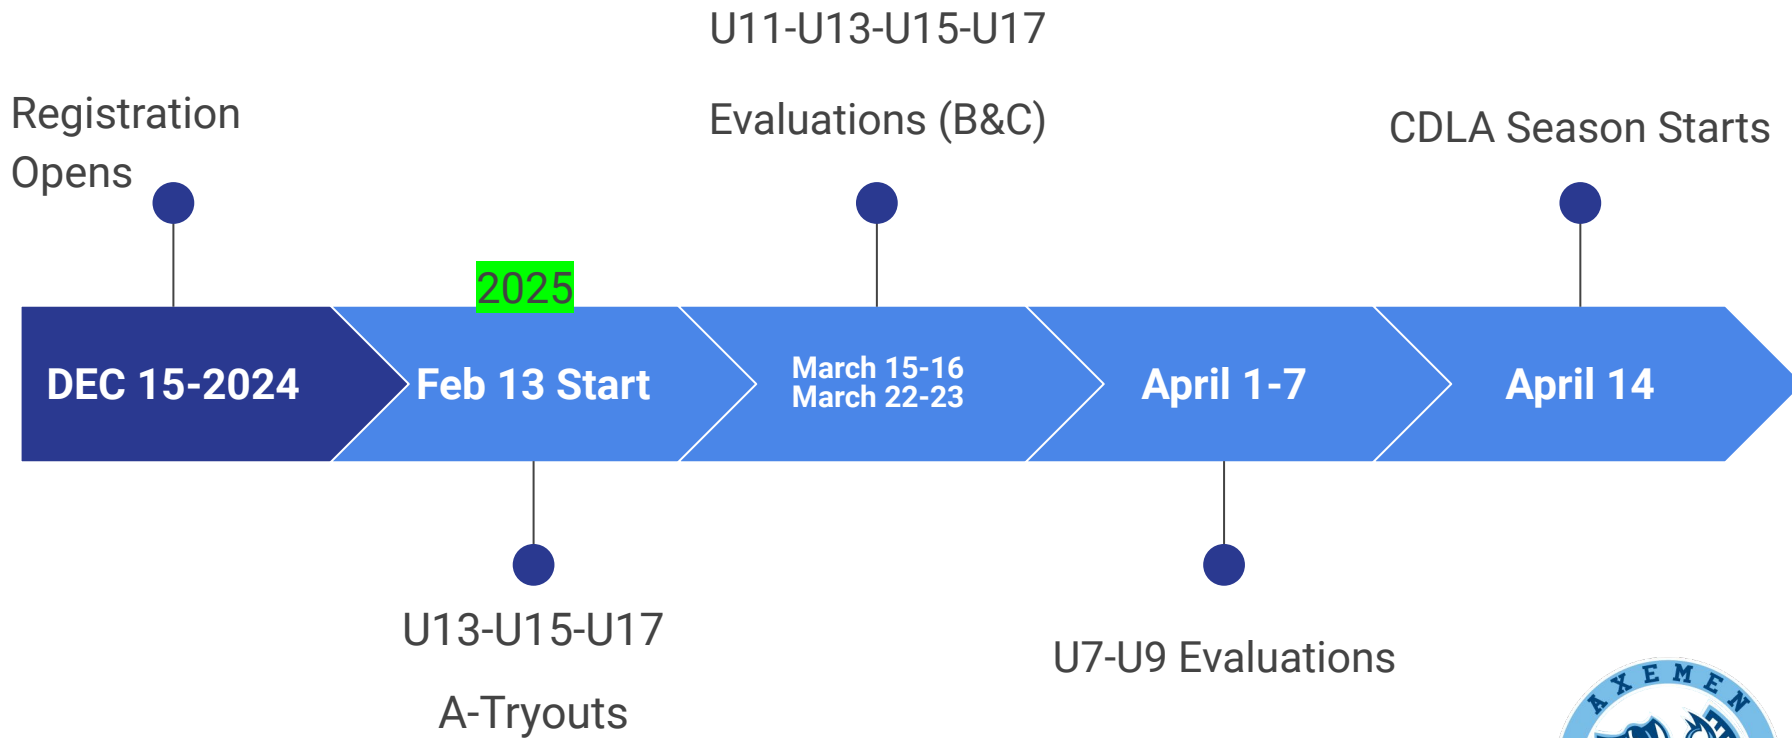 U11-U13-U15-U17
Evaluations (B&C)
Registration
Opens
CDLA Season Starts
2025
DEC 15-2024
Feb 13 Start
March 15-16
March 22-23
April 1-7
April 14
U13-U15-U17
A-Tryouts
U7-U9 Evaluations
AXEMEN